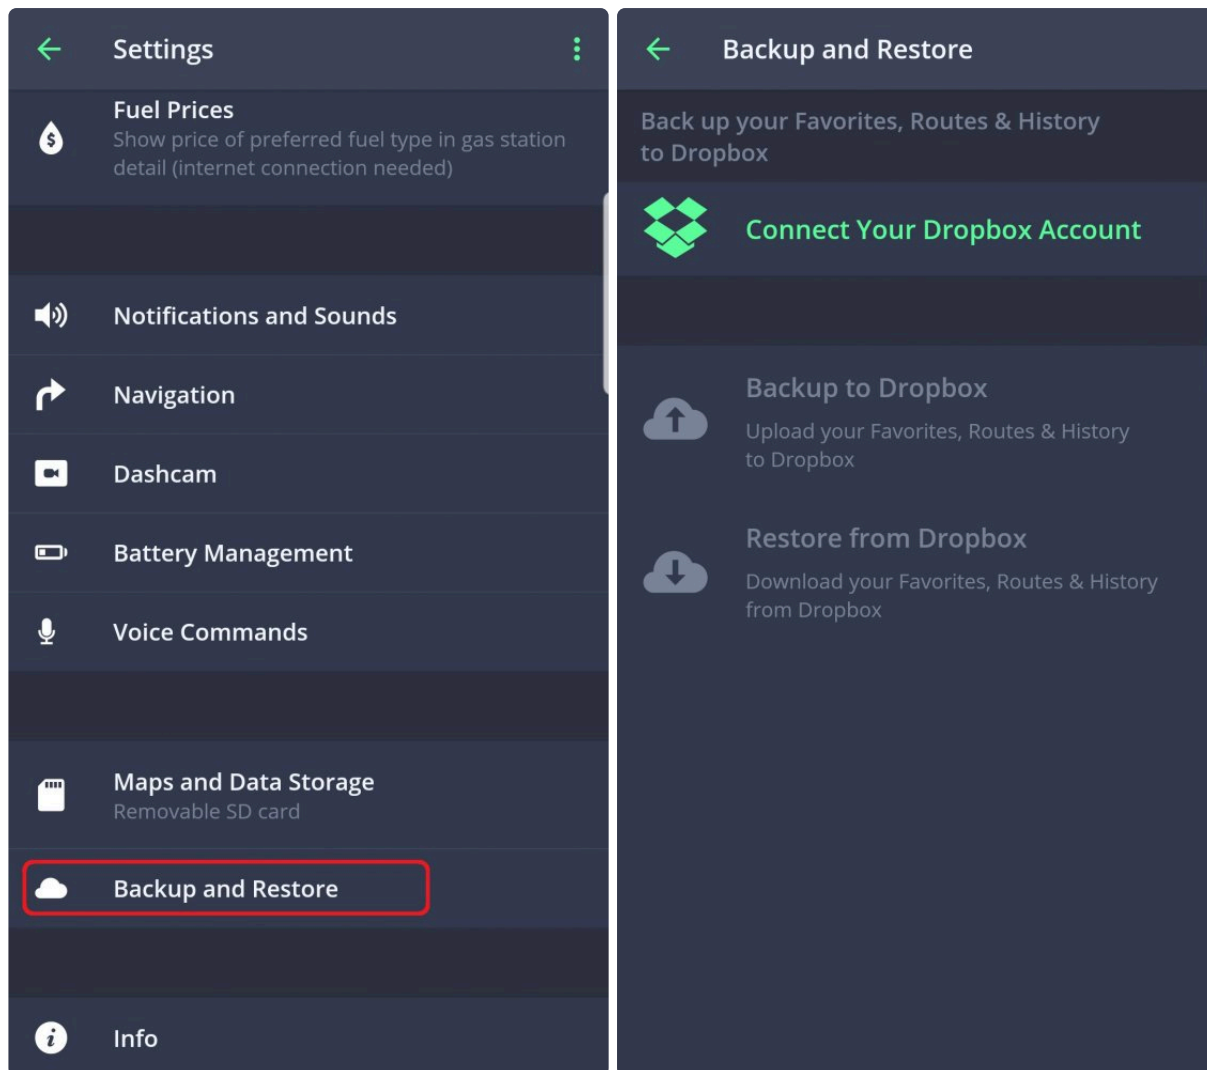 Settings
Fuel Prices
Show price of preferred fuel type in gas station
detail (internet connection needed)
Notifications and Sounds
Navigation
Dashcam
Battery Management
Voice Commands
Maps and Data Storage
Removable SD card
Backup and Restore
Info
Backup and Restore
Back up your Favorites, Routes & History
to Dropbox
Connect Your Dropbox Account
Backup to Dropbox
Upload your Favorites, Routes & History
to Dropbox
Restore from Dropbox
Download your Favorites, Routes & History
from Dropbox